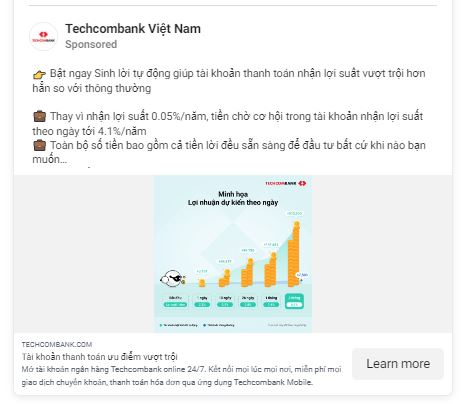 Techcombank Việt Nam
Sponsored
TECHCOMBANK
👉 Bật ngay Sinh lời tự động giúp tài khoản thanh toán nhận lợi suất vượt trội hơn
hẳn so với thông thường
💼 Thay vì nhận lợi suất 0.05%/năm, tiền chờ cơ hội trong tài khoản nhận lợi suất
theo ngày tới 4.1%/năm
💼 Toàn bộ số tiền bao gồm cả tiền lời đều sẵn sàng để đầu tư bất cứ khi nào bạn
muốn...
TECHCOMBANK
Minh họa
Lợi nhuận dự kiến theo ngày
TECHCOMBANK.COM
Tài khoản thanh toán ưu điểm vượt trội
Mở tài khoản ngân hàng Techcombank online 24/7. Kết nối mọi lúc mọi nơi, miễn phí mọi
giao dịch chuyển khoản, thanh toán hóa đơn qua ứng dụng Techcombank Mobile.
Learn more